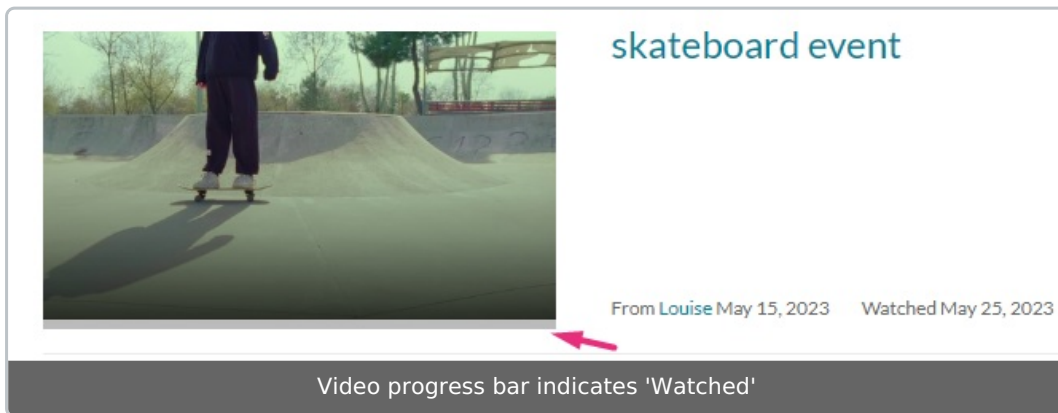 skateboard event
From Louise May 15, 2023 Watched May 25, 2023
Video progress bar indicates 'Watched'